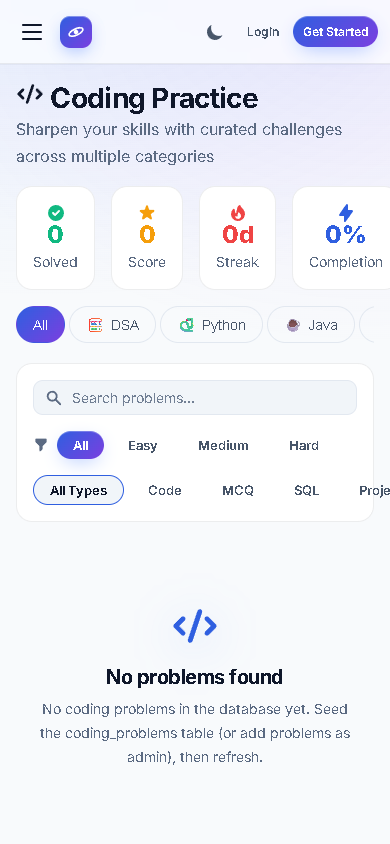 Login
Get Started
Coding Practice
Sharpen your skills with curated challenges
across multiple categories
0
0
0d
0%
Solved
Score
Streak
Completion
All
DSA
Python
Java
Search problems...
All
Easy
Medium
Hard
All Types
Code
MCQ
SQL
Proje
No problems found
No coding problems in the database yet. Seed
the coding_problems table (or add problems as
admin), then refresh.